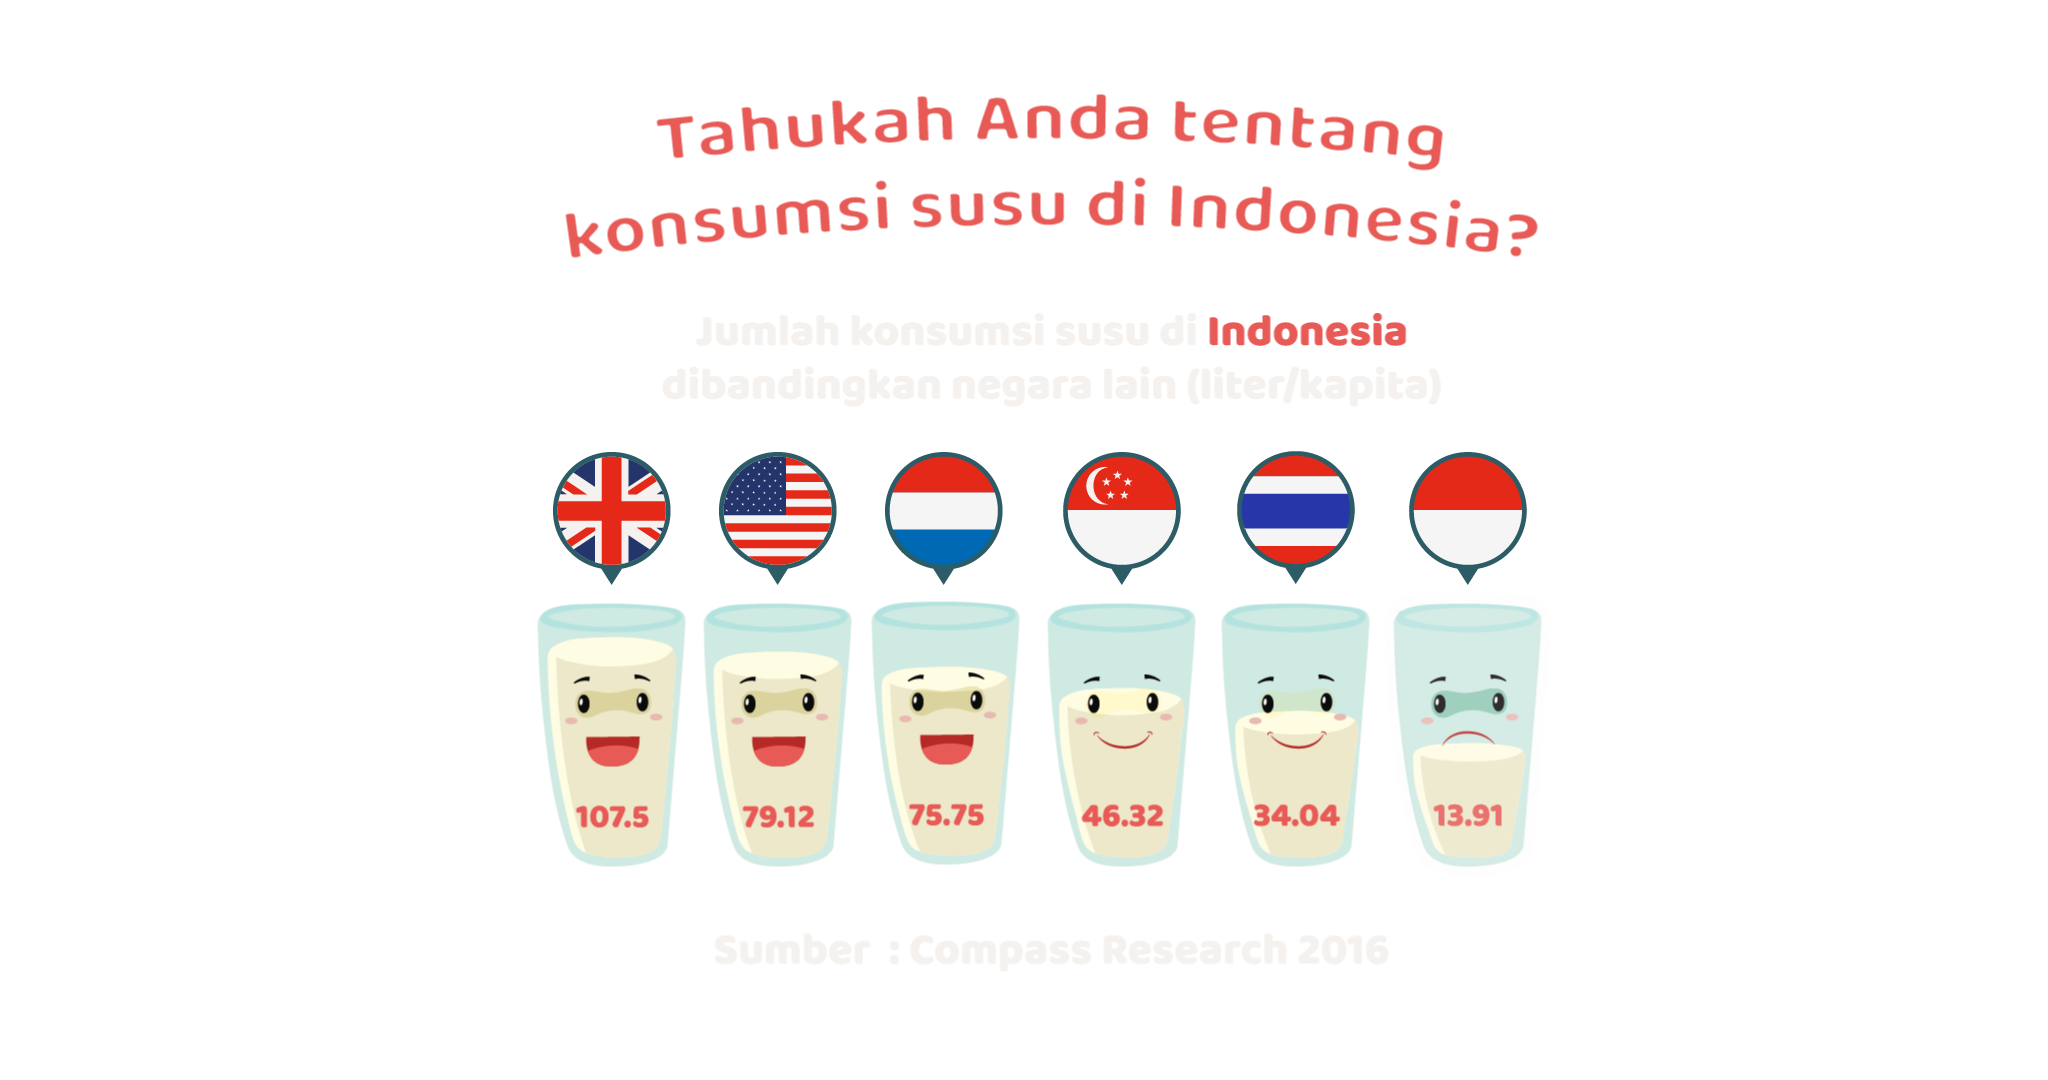 Tahukah Anda tentang
konsumsi susu di Indonesia?
Jumlah konsumsi susu di Indonesia
dibandingkan negara lain (liter/kapita)
107.5 79.12 75.75 46.32 34.04 13.91
Sumber : Compass Research 2016